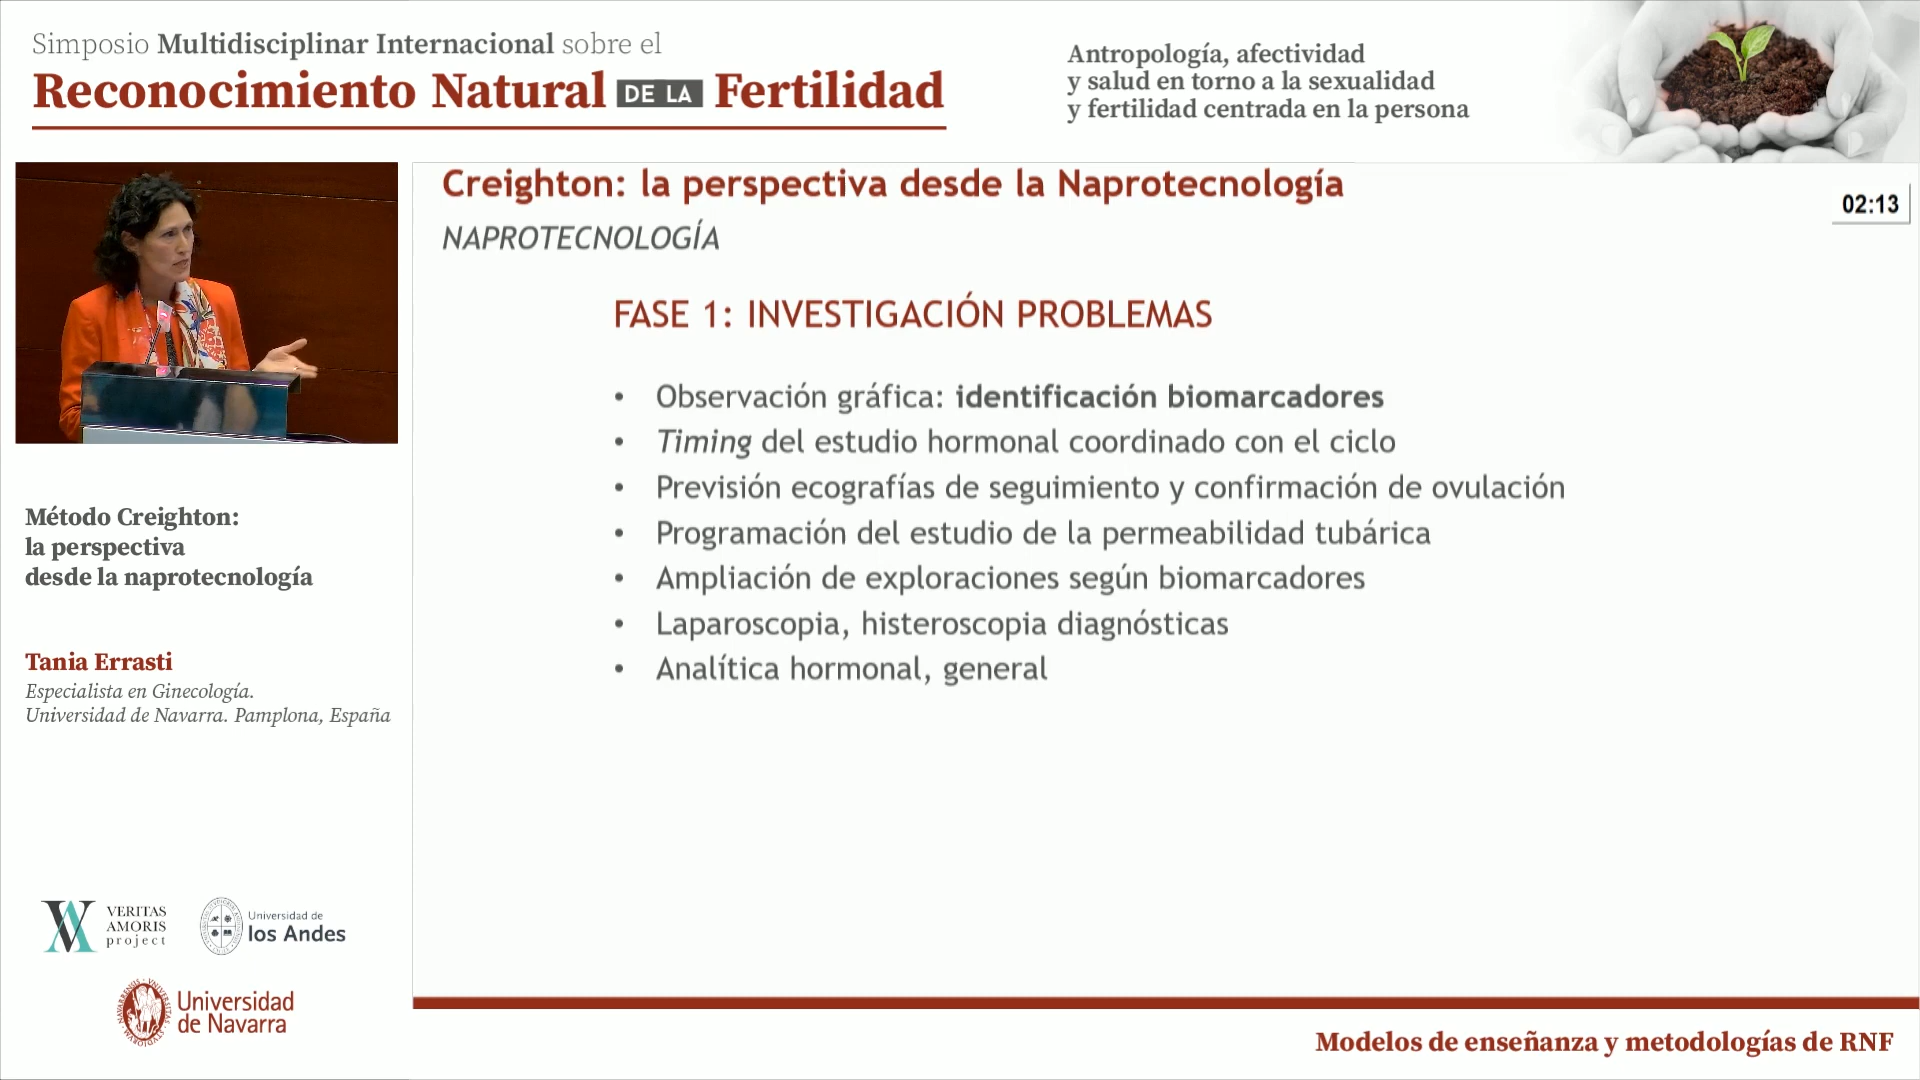 Simposio Multidisciplinar Internacional sobre el
Reconocimiento Natural DE LA Fertilidad
Antropología, afectividad
y salud en torno a la sexualidad
y fertilidad centrada en la persona
Creighton: la perspectiva desde la Naprotecnología
02:13
NAPROTECNOLOGÍA
FASE 1: INVESTIGACIÓN PROBLEMAS
• Observación gráfica: identificación biomarcadores
• Timing del estudio hormonal coordinado con el ciclo
• Previsión ecografías de seguimiento y confirmación de ovulación
• Programación del estudio de la permeabilidad tubárica
• Ampliación de exploraciones según biomarcadores
• Laparoscopia, histeroscopia diagnósticas
• Analítica hormonal, general
Método Creighton:
la perspectiva
desde la naprotecnología
Tania Errasti
Especialista en Ginecología.
Universidad de Navarra. Pamplona, España
VERITAS
AMORIS
project
Universidad de
los Andes
Universidad
de Navarra
Modelos de enseñanza y metodologías de RNF